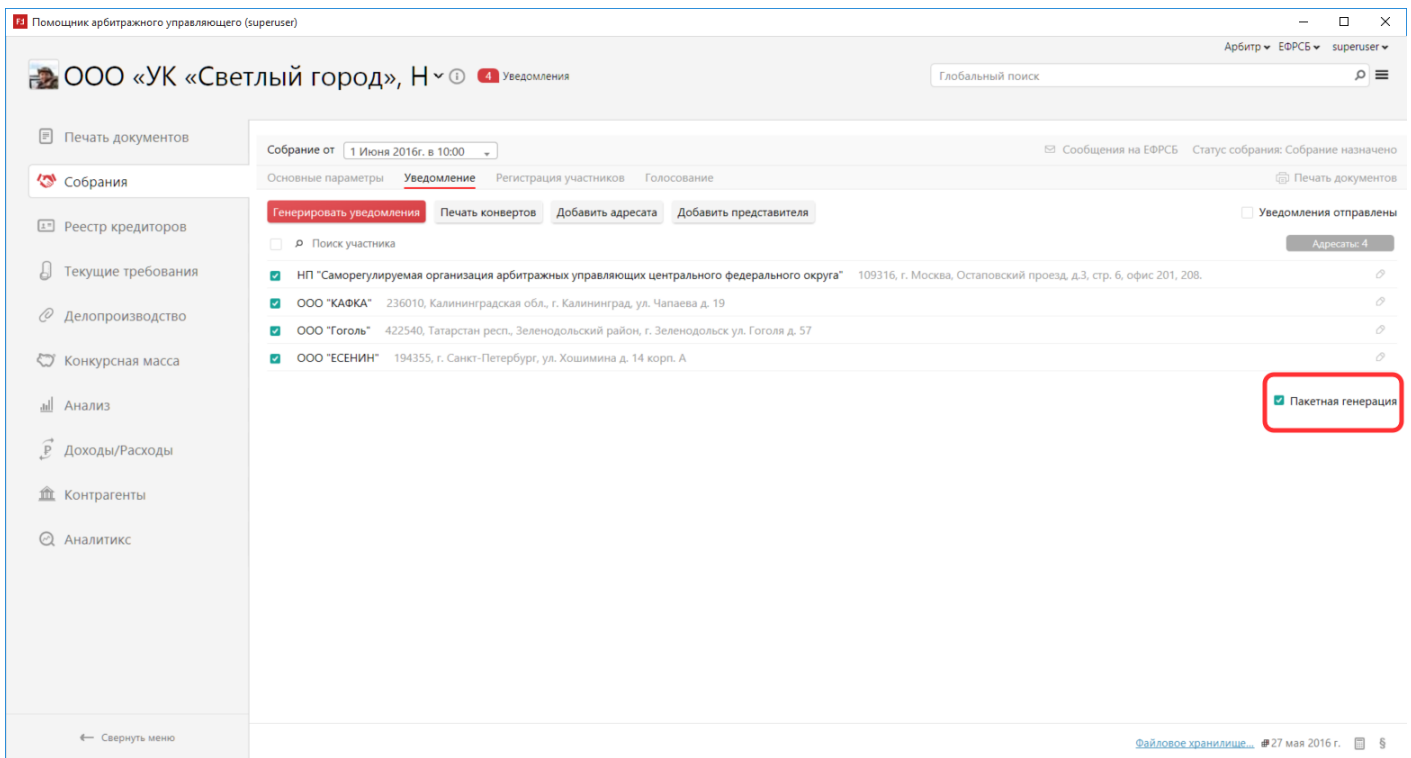 Помощник арбитражного управляющего (superuser)
Арбитр ЕФРСБ superuser
ООО «УК «Светлый город», Н 4 Уведомления Глобальный поиск
Печать документов
Собрания
Реестр кредиторов
Текущие требования
Делопроизводство
Конкурсная масса
Анализ
Доходы/Расходы
Контрагенты
Аналитикс
Свернуть меню
Собрание от 1 Июня 2016г. в 10:00 Сообщения на ЕФРСБ Статус собрания: Собрание назначено
Основные параметры Уведомление Регистрация участников Голосование Печать документов
Генерировать уведомления Печать конвертов Добавить адресата Добавить представителя Уведомления отправлены
Поиск участника Адресаты: 4
НП "Саморегулируемая организация арбитражных управляющих центрального федерального округа" 109316, г. Москва, Остаповский проезд, д.3, стр. 6, офис 201, 208.
ООО "КАФКА" 236010, Калининградская обл., г. Калининград, ул. Чапаева д. 19
ООО "Гоголь" 422540, Татарстан респ., Зеленодольский район, г. Зеленодольск ул. Гоголя д. 57
ООО "ЕСЕНИН" 194355, г. Санкт-Петербург, ул. Хошимина д. 14 корп. А
Пакетная генерация
Файловое хранилище... # 27 мая 2016 г. §